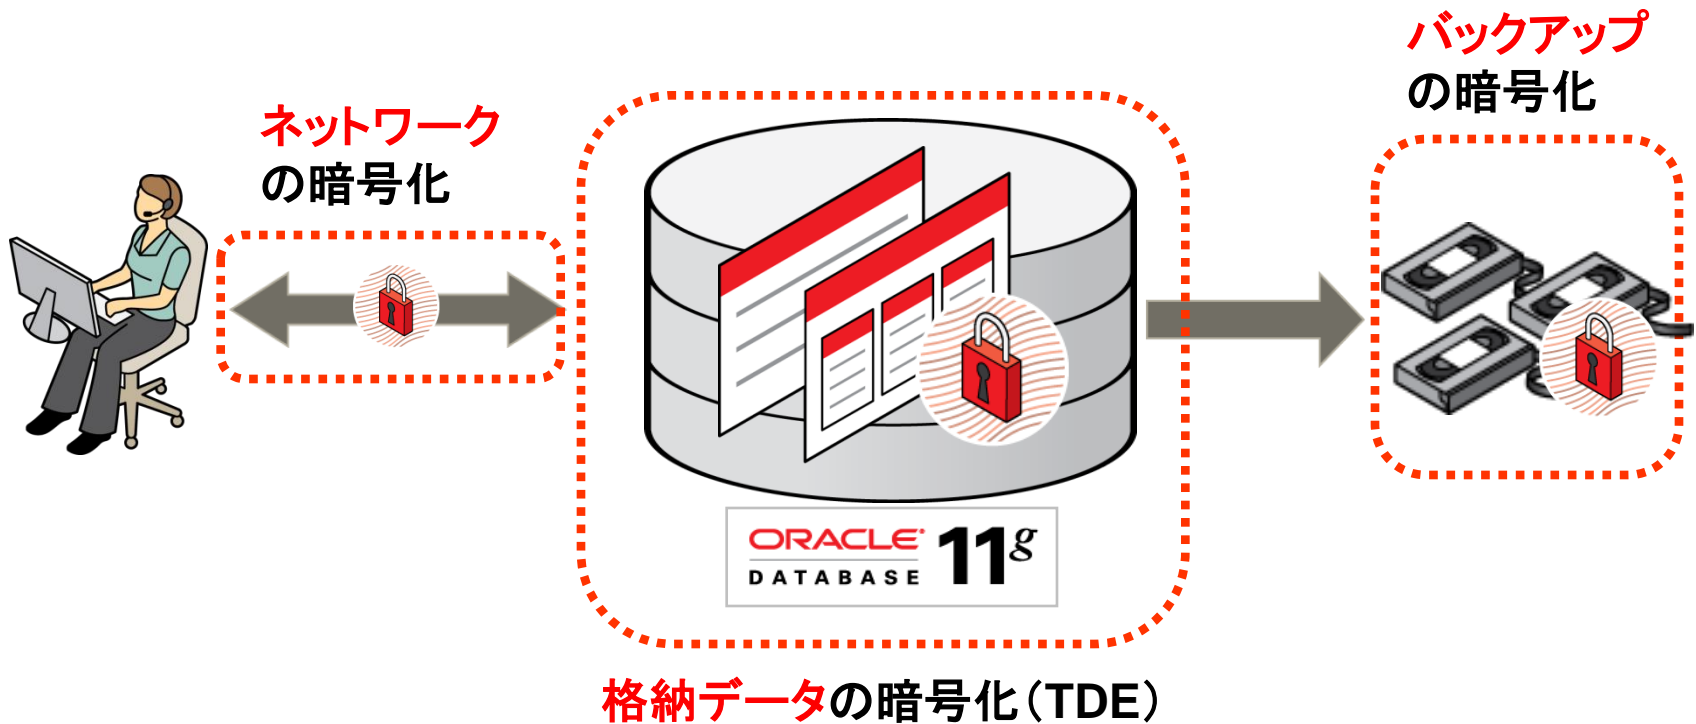 バックアップ
の暗号化
ネットワーク
の暗号化
ORACLE
DATABASE
11g
格納データの暗号化（TDE）